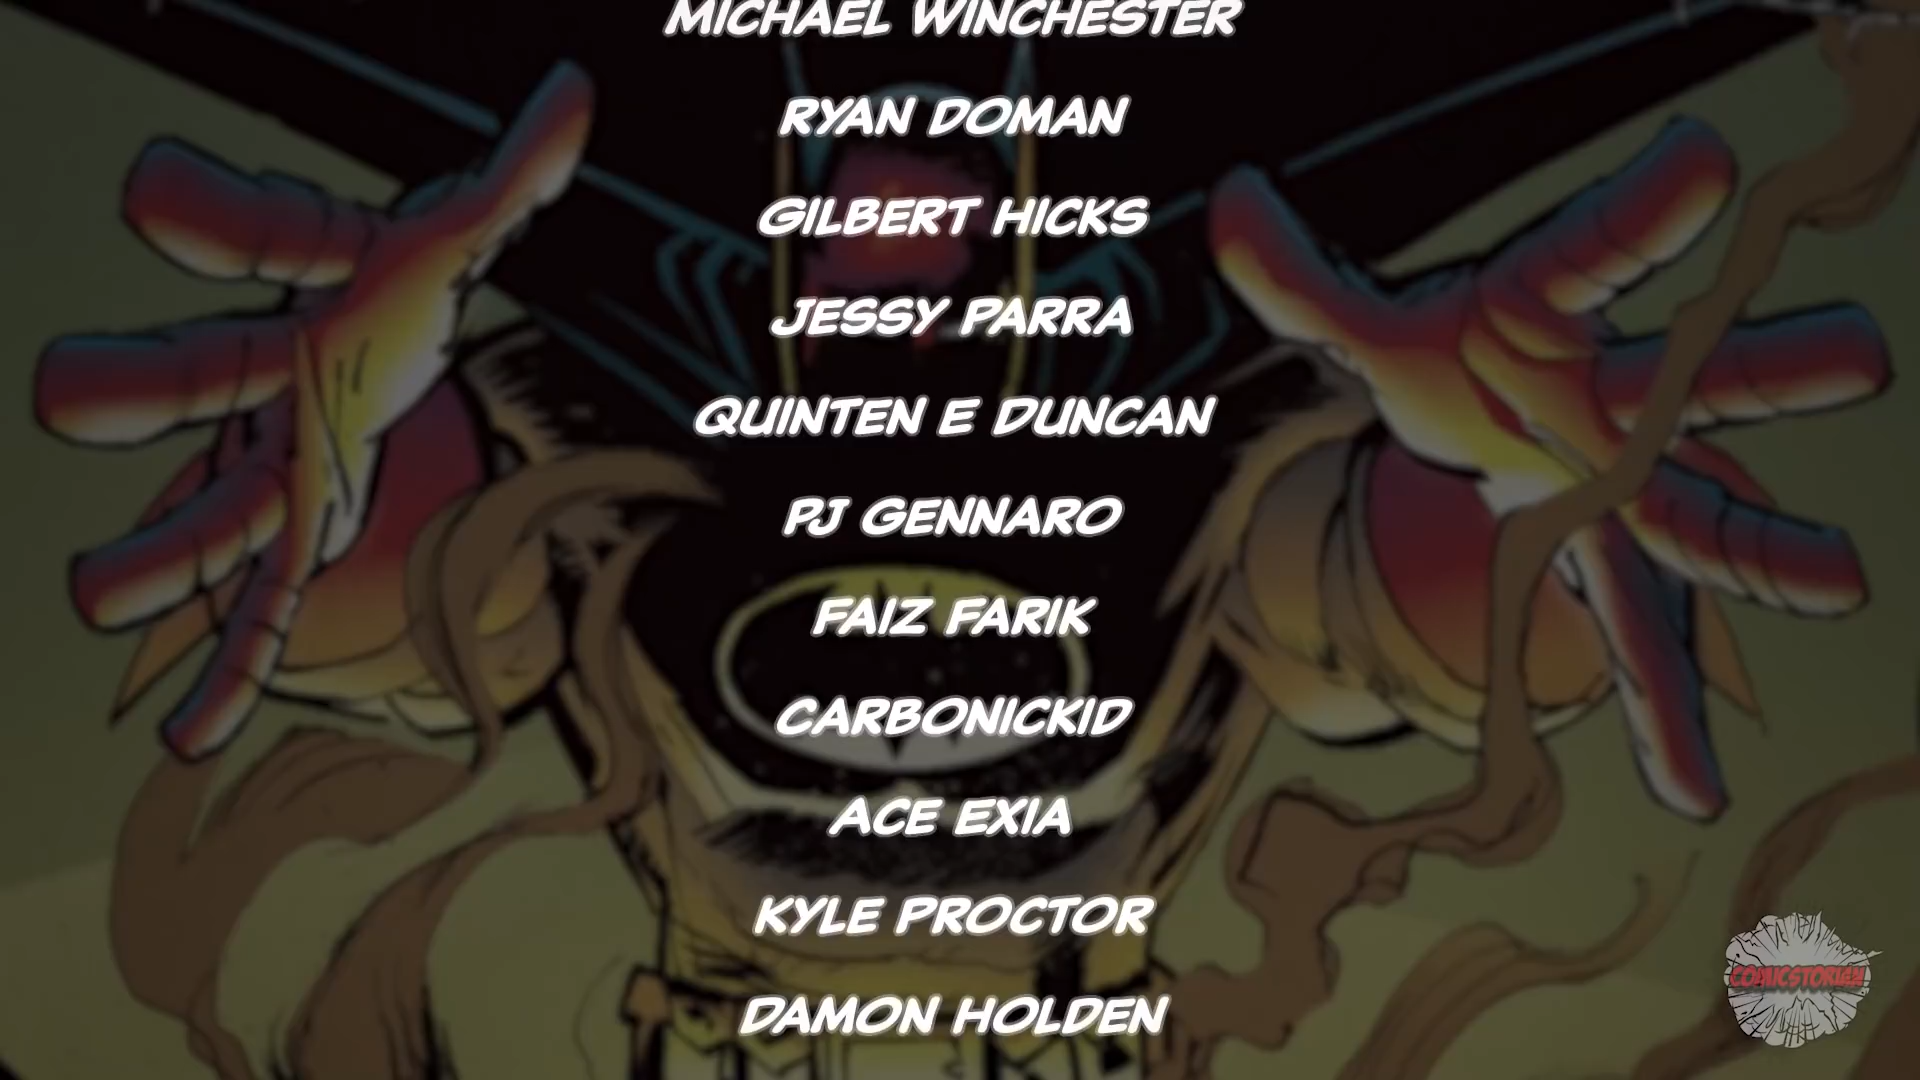 MICHAEL WINCHESTER
RYAN DOMAN
GILBERT HICKS
JESSY PARRA
QUINTEN E DUNCAN
PJ GENNARO
FAIZ FARIK
CARBONICKID
ACE EXIA
KYLE PROCTOR
DAMON HOLDEN
COMICSTORIAN